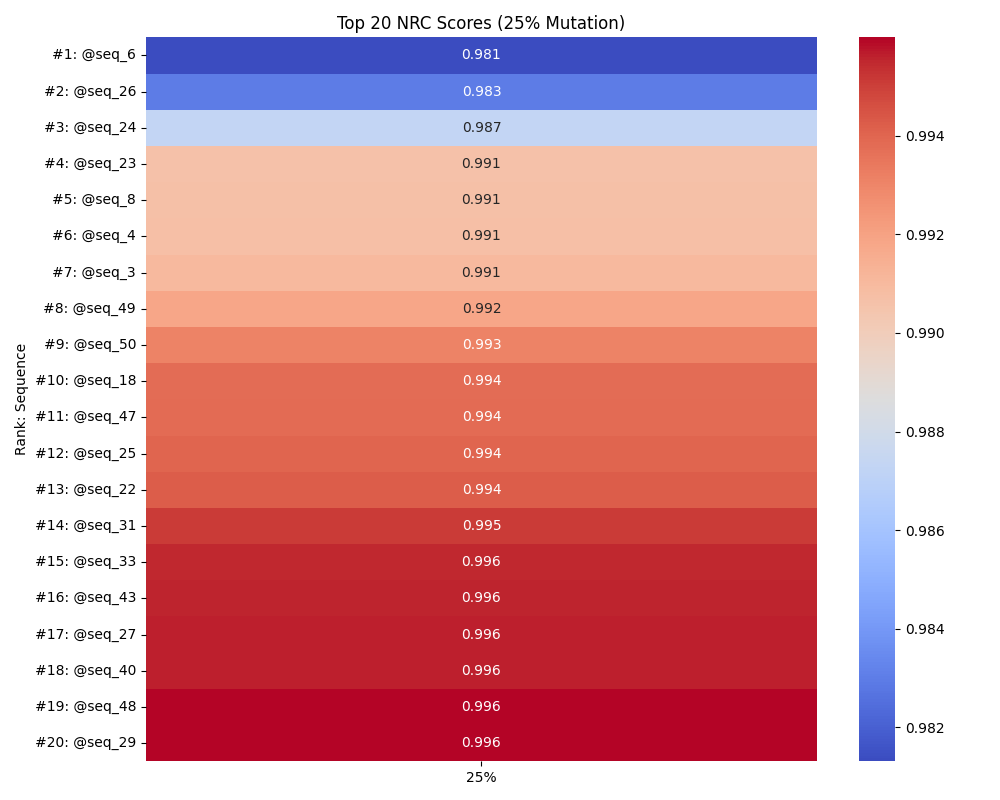 Top 20 NRC Scores (25% Mutation)
Rank: Sequence
#1: @seq_6 0.981
#2: @seq_26 0.983
#3: @seq_24 0.987
#4: @seq_23 0.991
#5: @seq_8 0.991
#6: @seq_4 0.991
#7: @seq_3 0.991
#8: @seq_49 0.992
#9: @seq_50 0.993
#10: @seq_18 0.994
#11: @seq_47 0.994
#12: @seq_25 0.994
#13: @seq_22 0.994
#14: @seq_31 0.995
#15: @seq_33 0.996
#16: @seq_43 0.996
#17: @seq_27 0.996
#18: @seq_40 0.996
#19: @seq_48 0.996
#20: @seq_29 0.996
25%
0.994
0.992
0.990
0.988
0.986
0.984
0.982